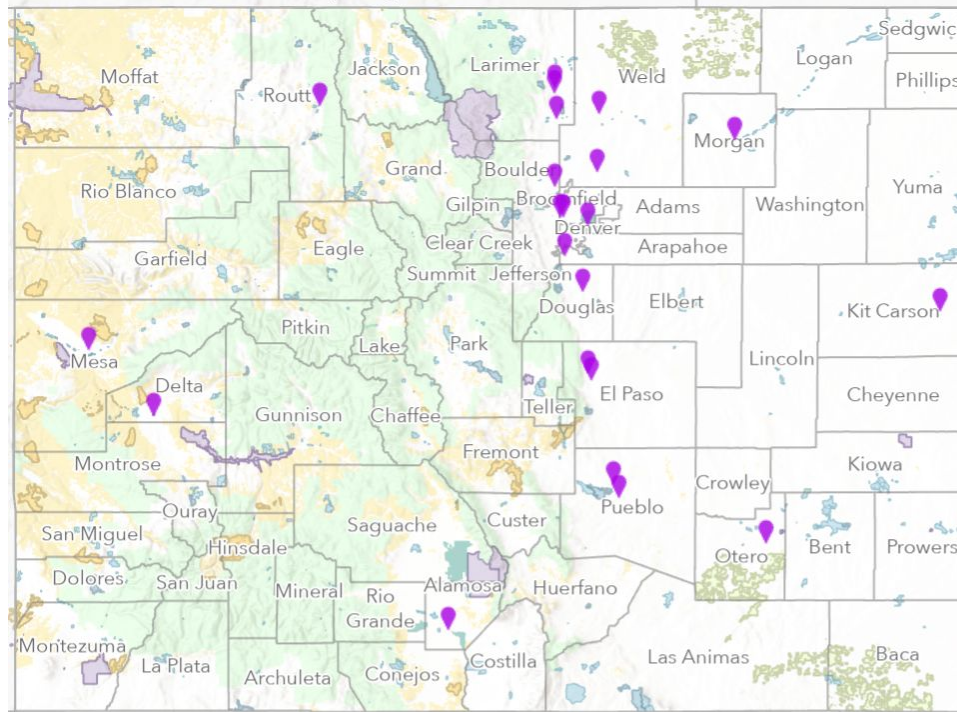 Sedgwic
Moffat
Jackson
Larimer
Weld
Logan
Phillips
Routt
Morgan
Rio Blanco
Grand
Boulder
Yuma
Gilpin
Adams
Washington
Denver
Garfield
Eagle
Clear Creek
Arapahoe
Summit
Jefferson
Douglas
Elbert
Kit Carson
Pitkin
Lake
Park
Mesa
Lincoln
Delta
El Paso
Cheyenne
Gunnison
Chaffee
Teller
Montrose
Fremont
Kiowa
Crowley
Ouray
Pueblo
San Miguel
Saguache
Custer
Hinsdale
Otero
Bent
Prowers
Dolores
San Juan
Mineral
Rio
Grande
Alamosa
Huerfano
Montezuma
La Plata
Archuleta
Conejos
Costilla
Las Animas
Baca